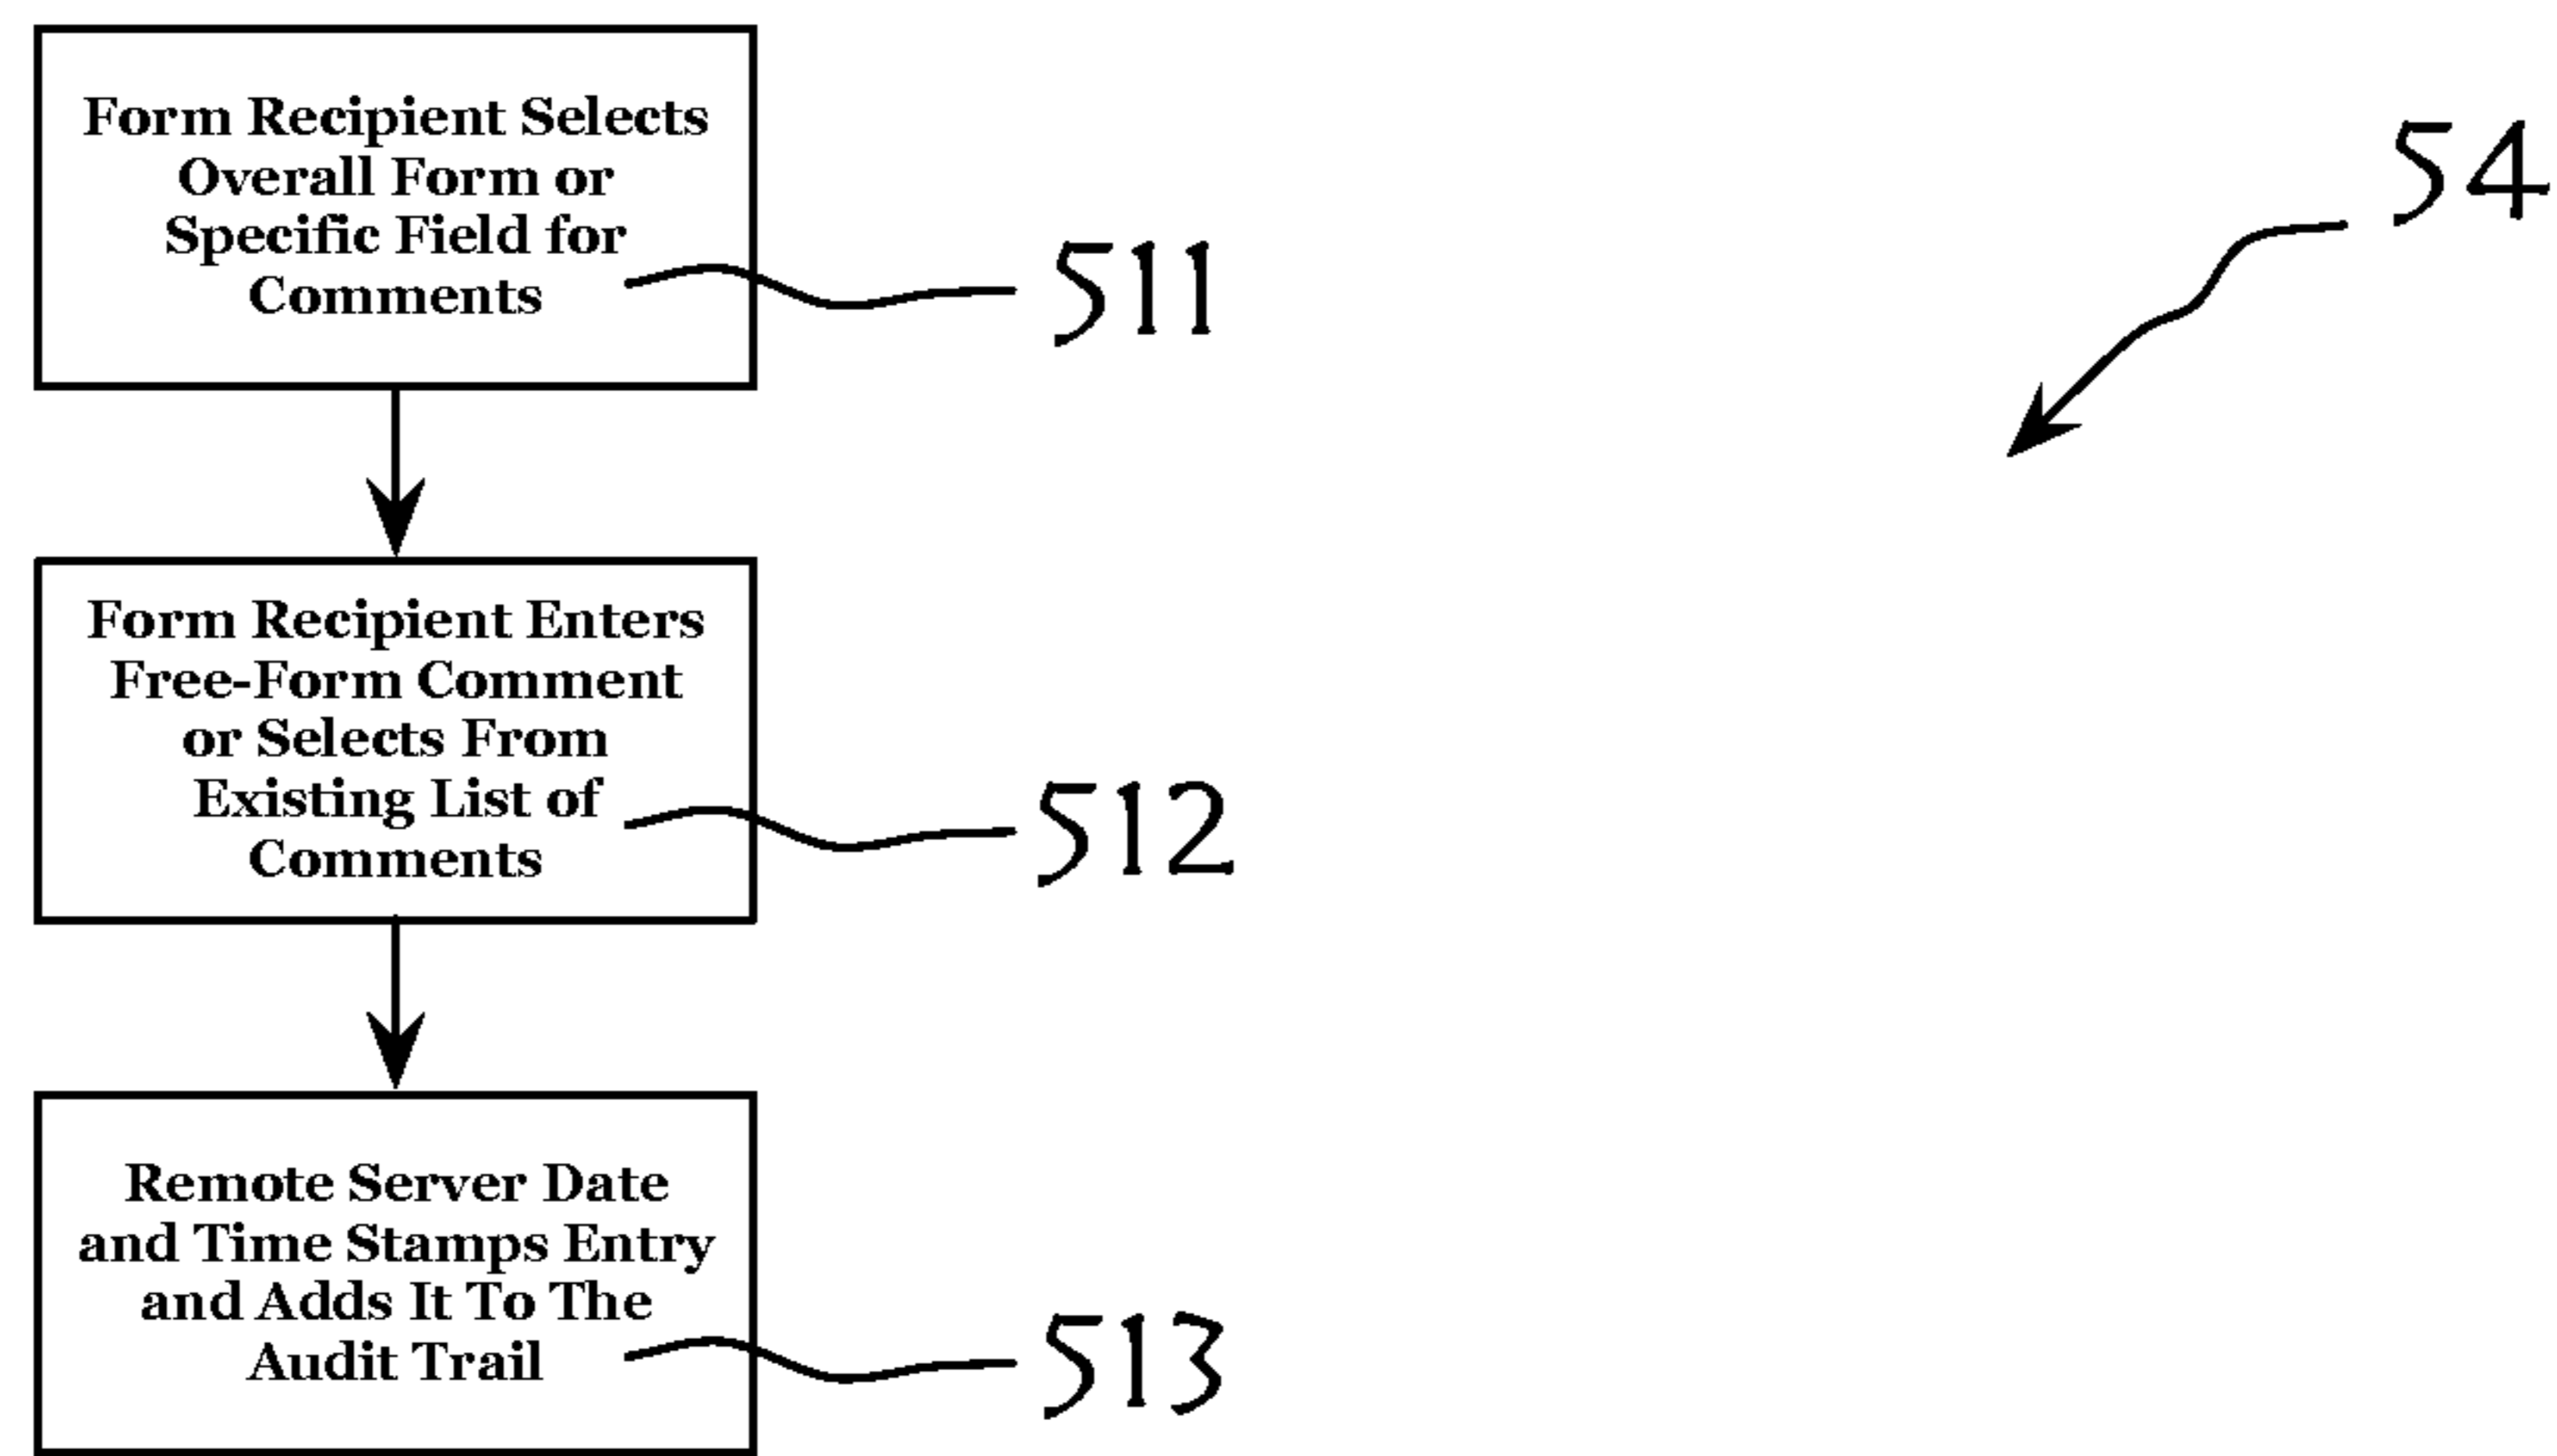 Form Recipient Selects
Overall Form or
Specific Field for
Comments
511
54
Form Recipient Enters
Free-Form Comment
or Selects From
Existing List of
Comments
512
Remote Server Date
and Time Stamps Entry
and Adds It To The
Audit Trail
513